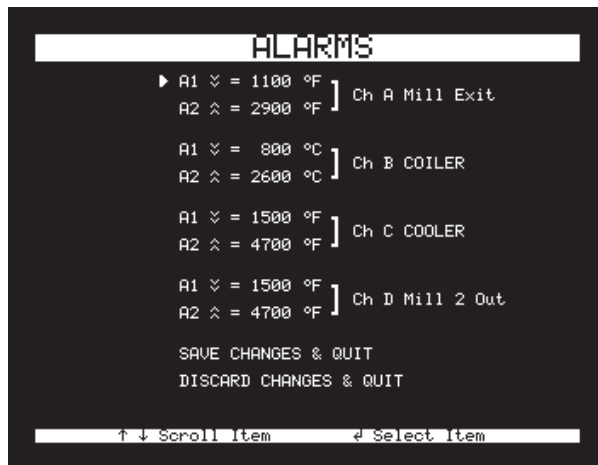 ALARMS
A1 ⩔ = 1100 °F
Ch A Mill Exit
A2 ⩓ = 2900 °F
A1 ⩔ = 800 °C
Ch B COILER
A2 ⩓ = 2600 °C
A1 ⩔ = 1500 °F
Ch C COOLER
A2 ⩓ = 4700 °F
A1 ⩔ = 1500 °F
Ch D Mill 2 Out
A2 ⩓ = 4700 °F
SAVE CHANGES & QUIT
DISCARD CHANGES & QUIT
↑ ↓ Scroll Item ↲ Select Item